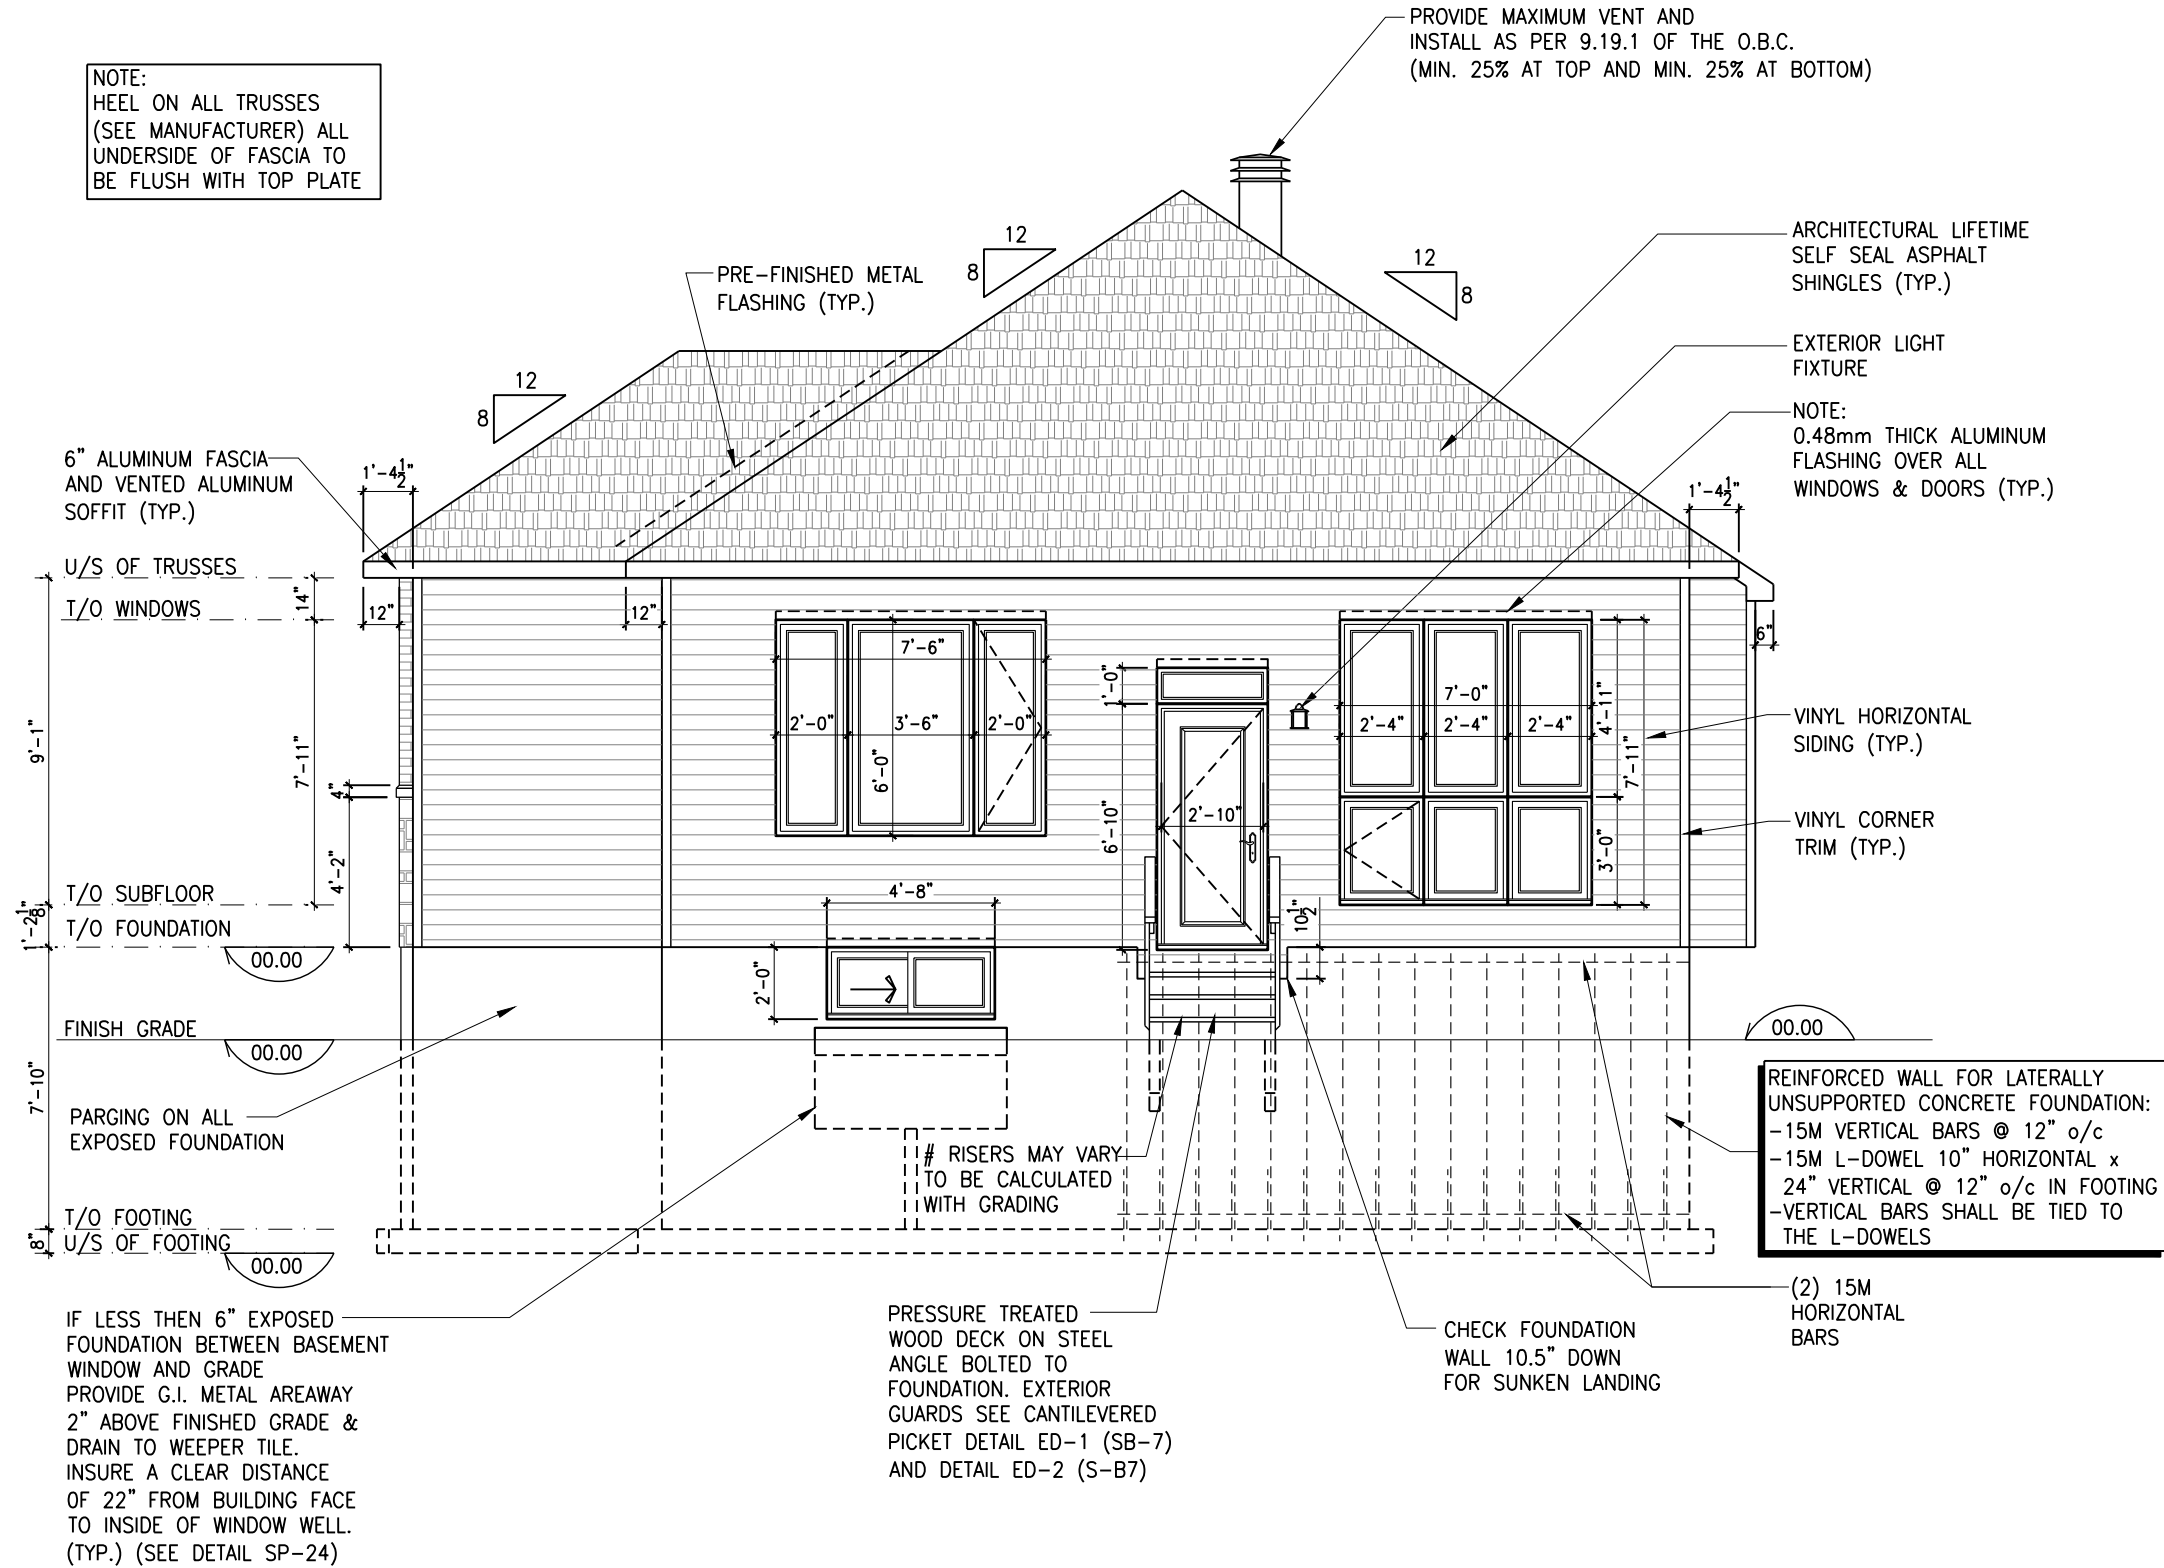 PROVIDE MAXIMUM VENT AND
INSTALL AS PER 9.19.1 OF THE O.B.C.
(MIN. 25% AT TOP AND MIN. 25% AT BOTTOM)
NOTE:
HEEL ON ALL TRUSSES
(SEE MANUFACTURER) ALL
UNDERSIDE OF FASCIA TO
BE FLUSH WITH TOP PLATE
12
8
12
8
12
8
PRE-FINISHED METAL
FLASHING (TYP.)
ARCHITECTURAL LIFETIME
SELF SEAL ASPHALT
SHINGLES (TYP.)
EXTERIOR LIGHT
FIXTURE
NOTE:
0.48mm THICK ALUMINUM
FLASHING OVER ALL
WINDOWS & DOORS (TYP.)
6" ALUMINUM FASCIA
AND VENTED ALUMINUM
SOFFIT (TYP.)
1'-4½"
1'-4½"
U/S OF TRUSSES
T/O WINDOWS
14"
12"
12"
6"
9'-1"
7'-11"
4"
4'-2"
7'-6"
2'-0"
3'-6"
2'-0"
6'-0"
1'-0"
6'-10"
2'-10"
7'-0"
2'-4"
2'-4"
2'-4"
4'-11"
7'-11"
3'-0"
VINYL HORIZONTAL
SIDING (TYP.)
VINYL CORNER
TRIM (TYP.)
T/O SUBFLOOR
1'-2⅛"
T/O FOUNDATION
00.00
4'-8"
2'-0"
10½"
FINISH GRADE
00.00
00.00
7'-10"
PARGING ON ALL
EXPOSED FOUNDATION
# RISERS MAY VARY
TO BE CALCULATED
WITH GRADING
REINFORCED WALL FOR LATERALLY
UNSUPPORTED CONCRETE FOUNDATION:
-15M VERTICAL BARS @ 12" o/c
-15M L-DOWEL 10" HORIZONTAL x
24" VERTICAL @ 12" o/c IN FOOTING
-VERTICAL BARS SHALL BE TIED TO
THE L-DOWELS
T/O FOOTING
8"
U/S OF FOOTING
00.00
(2) 15M
HORIZONTAL
BARS
IF LESS THEN 6" EXPOSED
FOUNDATION BETWEEN BASEMENT
WINDOW AND GRADE
PROVIDE G.I. METAL AREAWAY
2" ABOVE FINISHED GRADE &
DRAIN TO WEEPER TILE.
INSURE A CLEAR DISTANCE
OF 22" FROM BUILDING FACE
TO INSIDE OF WINDOW WELL.
(TYP.) (SEE DETAIL SP-24)
PRESSURE TREATED
WOOD DECK ON STEEL
ANGLE BOLTED TO
FOUNDATION. EXTERIOR
GUARDS SEE CANTILEVERED
PICKET DETAIL ED-1 (SB-7)
AND DETAIL ED-2 (S-B7)
CHECK FOUNDATION
WALL 10.5" DOWN
FOR SUNKEN LANDING